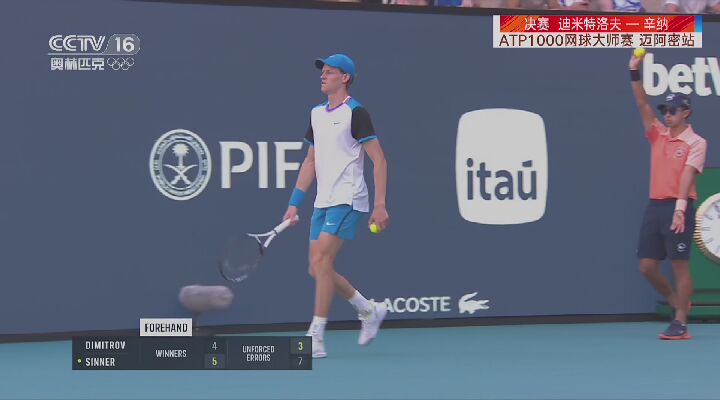 CCTV 16
奥林匹克
决赛 迪米特洛夫 — 辛纳
ATP1000网球大师赛 迈阿密站
betW
PIF
itaú
LACOSTE
FOREHAND
DIMITROV
SINNER
WINNERS
4
5
UNFORCED
ERRORS
3
7